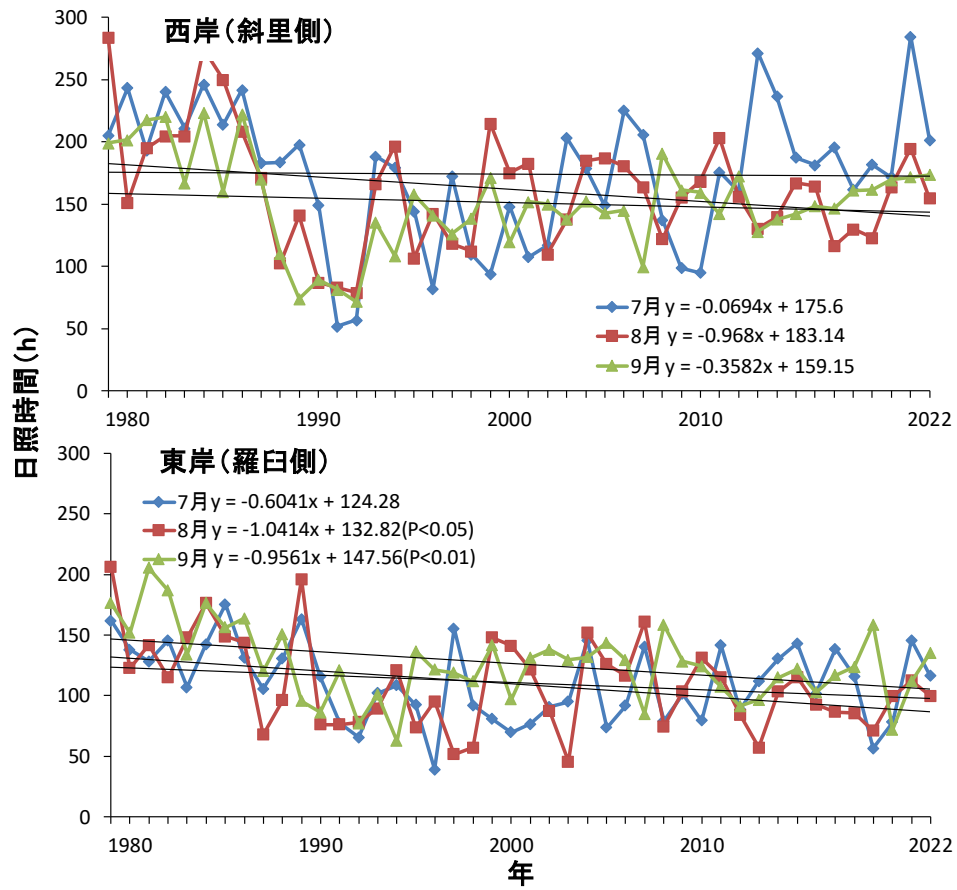 西岸(斜里側)
300
250
200
150
100
50
0
7月 y = -0.0694x + 175.6
8月 y = -0.968x + 183.14
9月 y = -0.3582x + 159.15
1980 1990 2000 2010 2022
日照時間(h)
東岸(羅臼側)
300
250
200
150
100
50
0
7月 y = -0.6041x + 124.28
8月 y = -1.0414x + 132.82(P<0.05)
9月 y = -0.9561x + 147.56(P<0.01)
1980 1990 2000 2010 2022
年